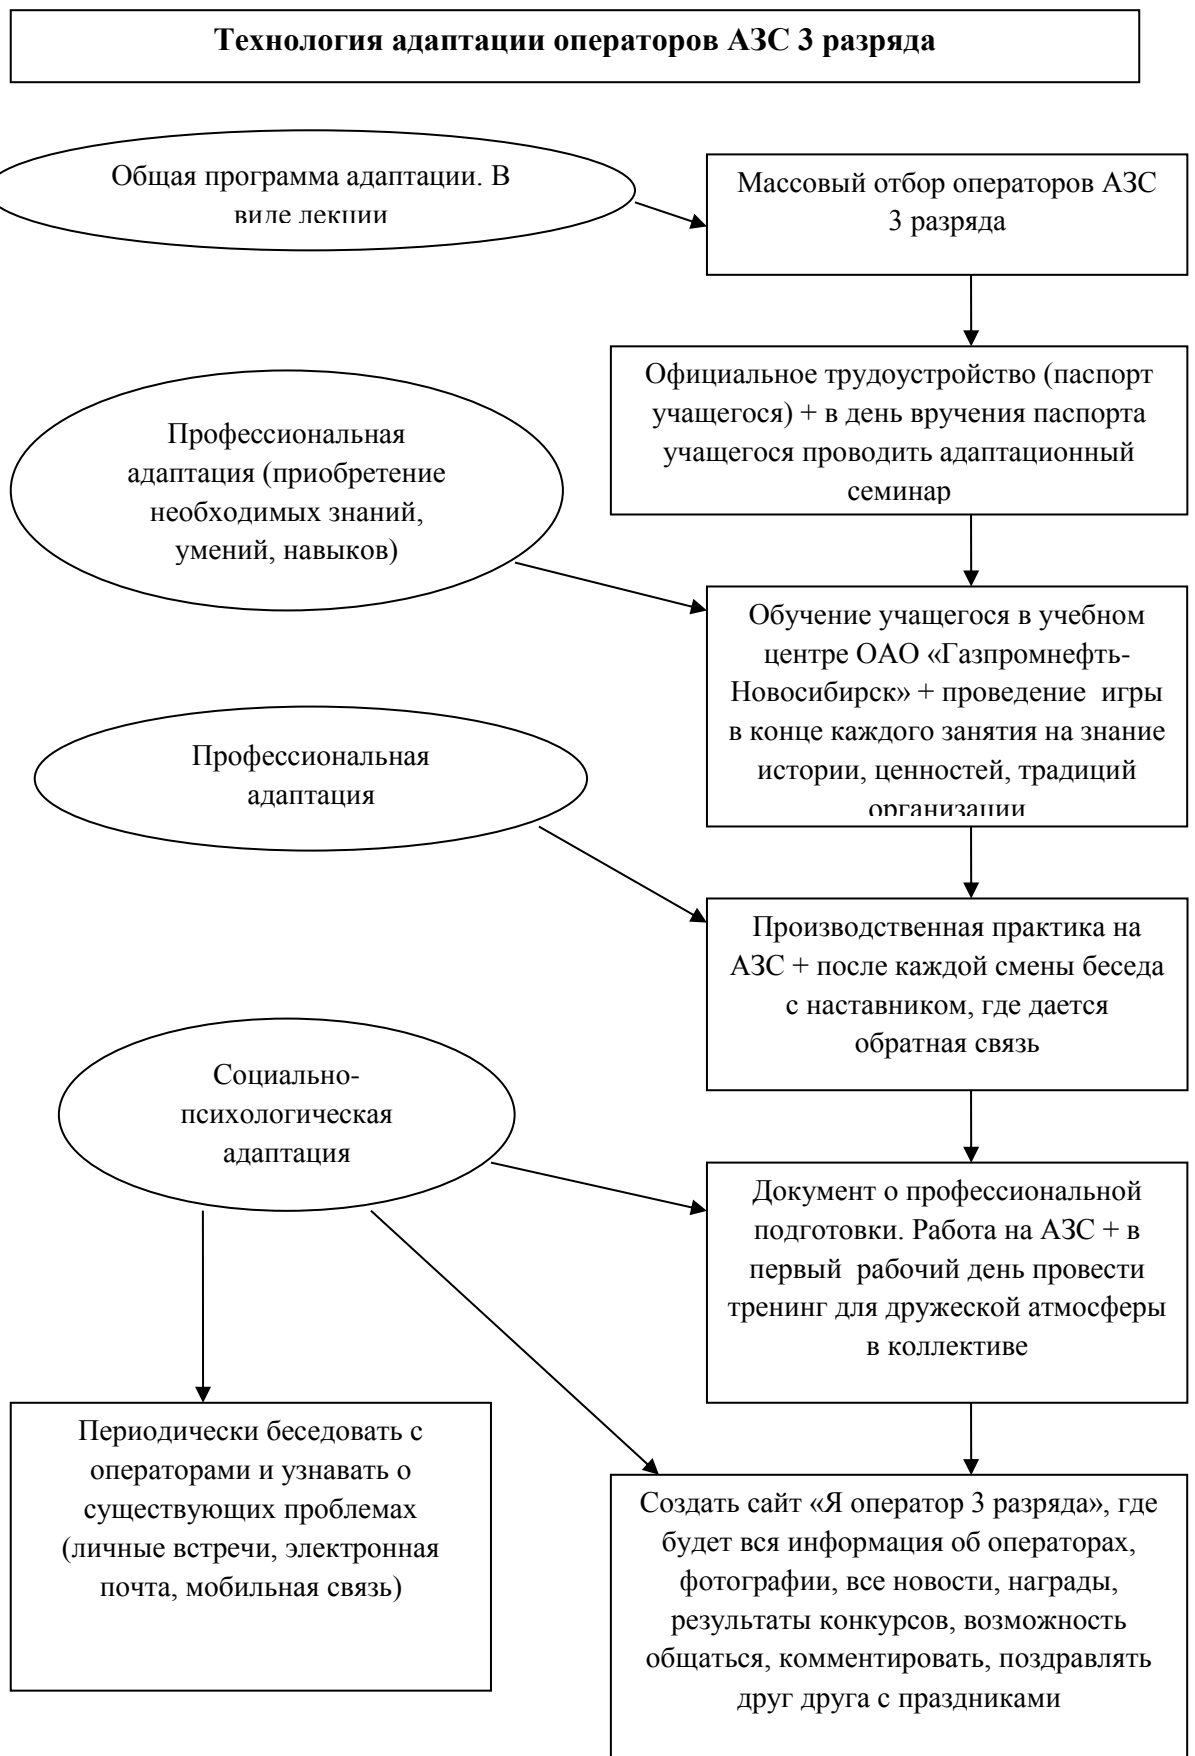 Технология адаптации операторов АЗС 3 разряда
Общая программа адаптации. В
виде лекции
Массовый отбор операторов АЗС
3 разряда
Официальное трудоустройство (паспорт
учащегося) + в день вручения паспорта
учащегося проводить адаптационный
семинар
Профессиональная
адаптация (приобретение
необходимых знаний,
умений, навыков)
Обучение учащегося в учебном
центре ОАО «Газпромнефть-
Новосибирск» + проведение  игры
в конце каждого занятия на знание
истории, ценностей, традиций
организации
Профессиональная
адаптация
Производственная практика на
АЗС + после каждой смены беседа
с наставником, где дается
обратная связь
Социально-
психологическая
адаптация
Документ о профессиональной
подготовки. Работа на АЗС + в
первый  рабочий день провести
тренинг для дружеской атмосферы
в коллективе
Периодически беседовать с
операторами и узнавать о
существующих проблемах
(личные встречи, электронная
почта, мобильная связь)
Создать сайт «Я оператор 3 разряда», где
будет вся информация об операторах,
фотографии, все новости, награды,
результаты конкурсов, возможность
общаться, комментировать, поздравлять
друг друга с праздниками